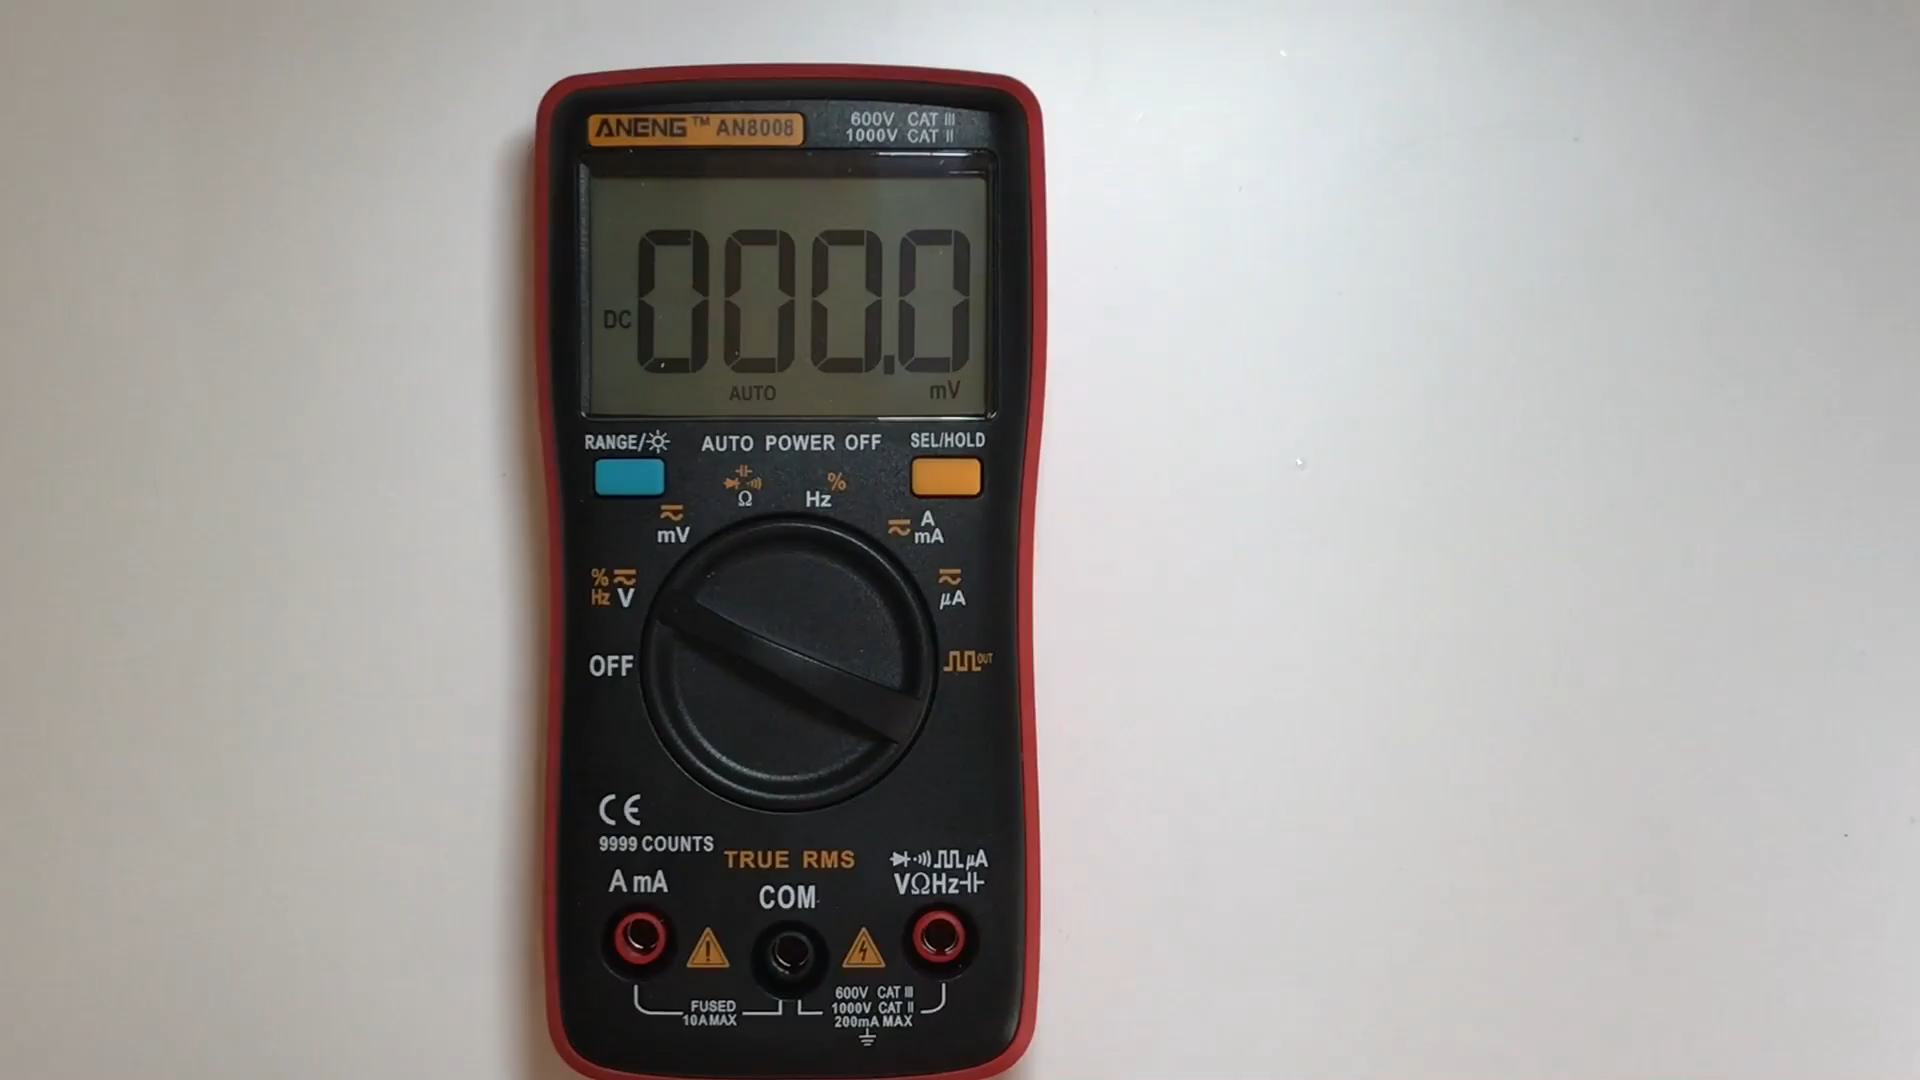 ANENG™ AN8008
600V CAT III
1000V CAT II
DC 000.0
AUTO mV
RANGE/ AUTO POWER OFF SEL/HOLD
Ω
Hz %
mV
A
mA
% Hz V
μA
OFF
OUT
CE
9999 COUNTS
TRUE RMS
μA
A mA
COM
VΩHz
FUSED
10A MAX
600V CAT III
1000V CAT II
200mA MAX